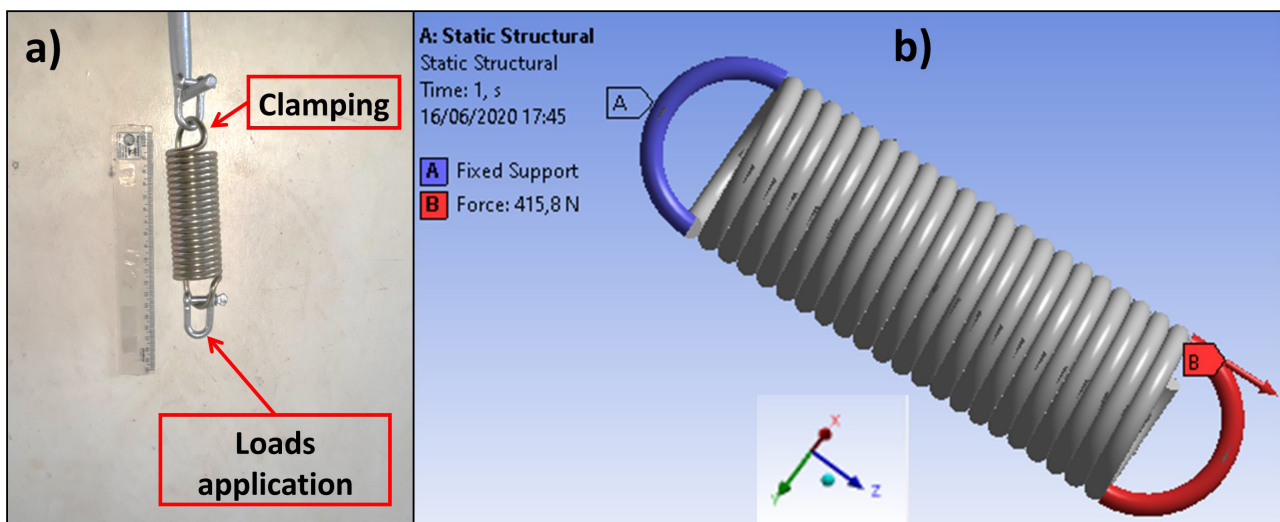 a)
Clamping
Loads
application
A: Static Structural
Static Structural
Time: 1, s
16/06/2020 17:45
A Fixed Support
B Force: 415,8 N
b)
A
B
X
Y
Z